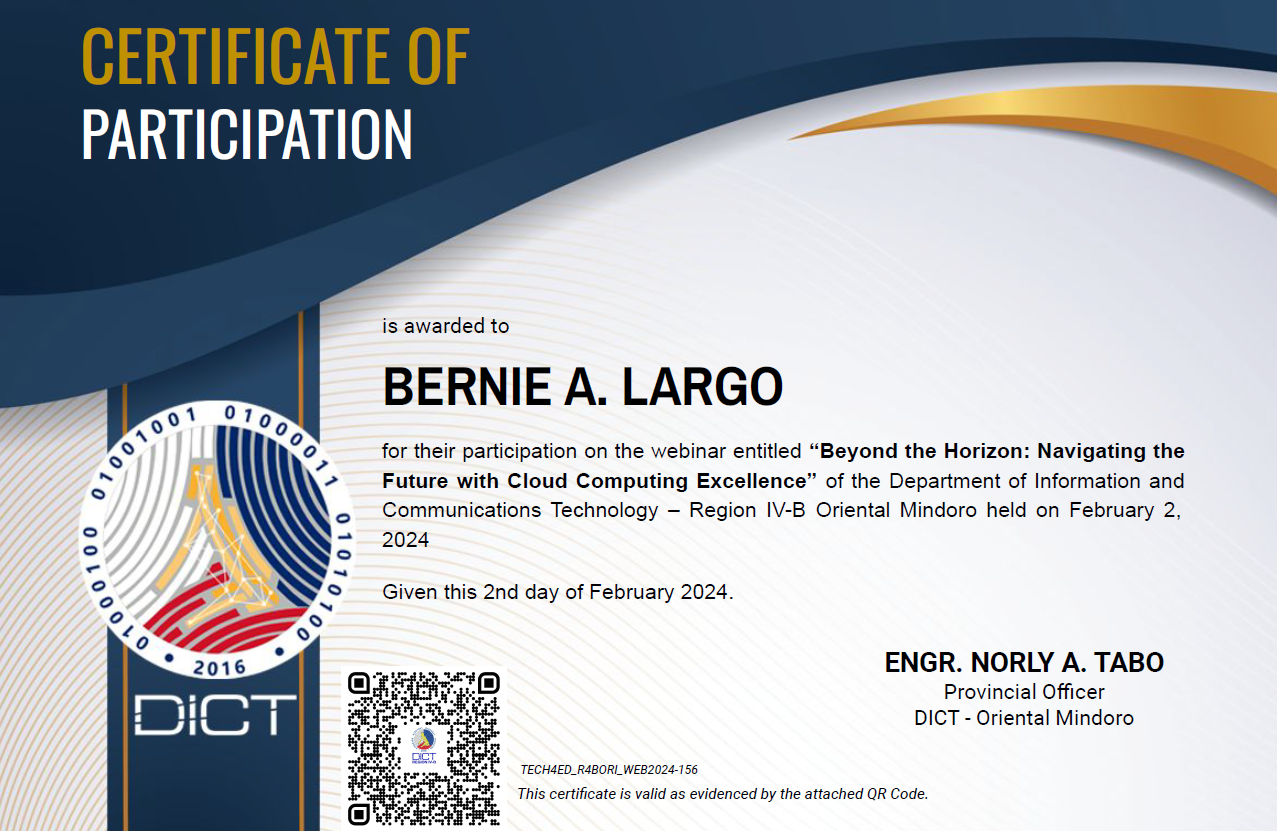 CERTIFICATE OF
PARTICIPATION
is awarded to
BERNIE A. LARGO
for their participation on the webinar entitled “Beyond the Horizon: Navigating the
Future with Cloud Computing Excellence” of the Department of Information and
Communications Technology – Region IV-B Oriental Mindoro held on February 2,
2024
Given this 2nd day of February 2024.
01000100 01001001 01000011 01010100
2016
DICT
ENGR. NORLY A. TABO
Provincial Officer
DICT - Oriental Mindoro
DICT
REGION IV-B
TECH4ED_R4BORI_WEB2024-156
This certificate is valid as evidenced by the attached QR Code.